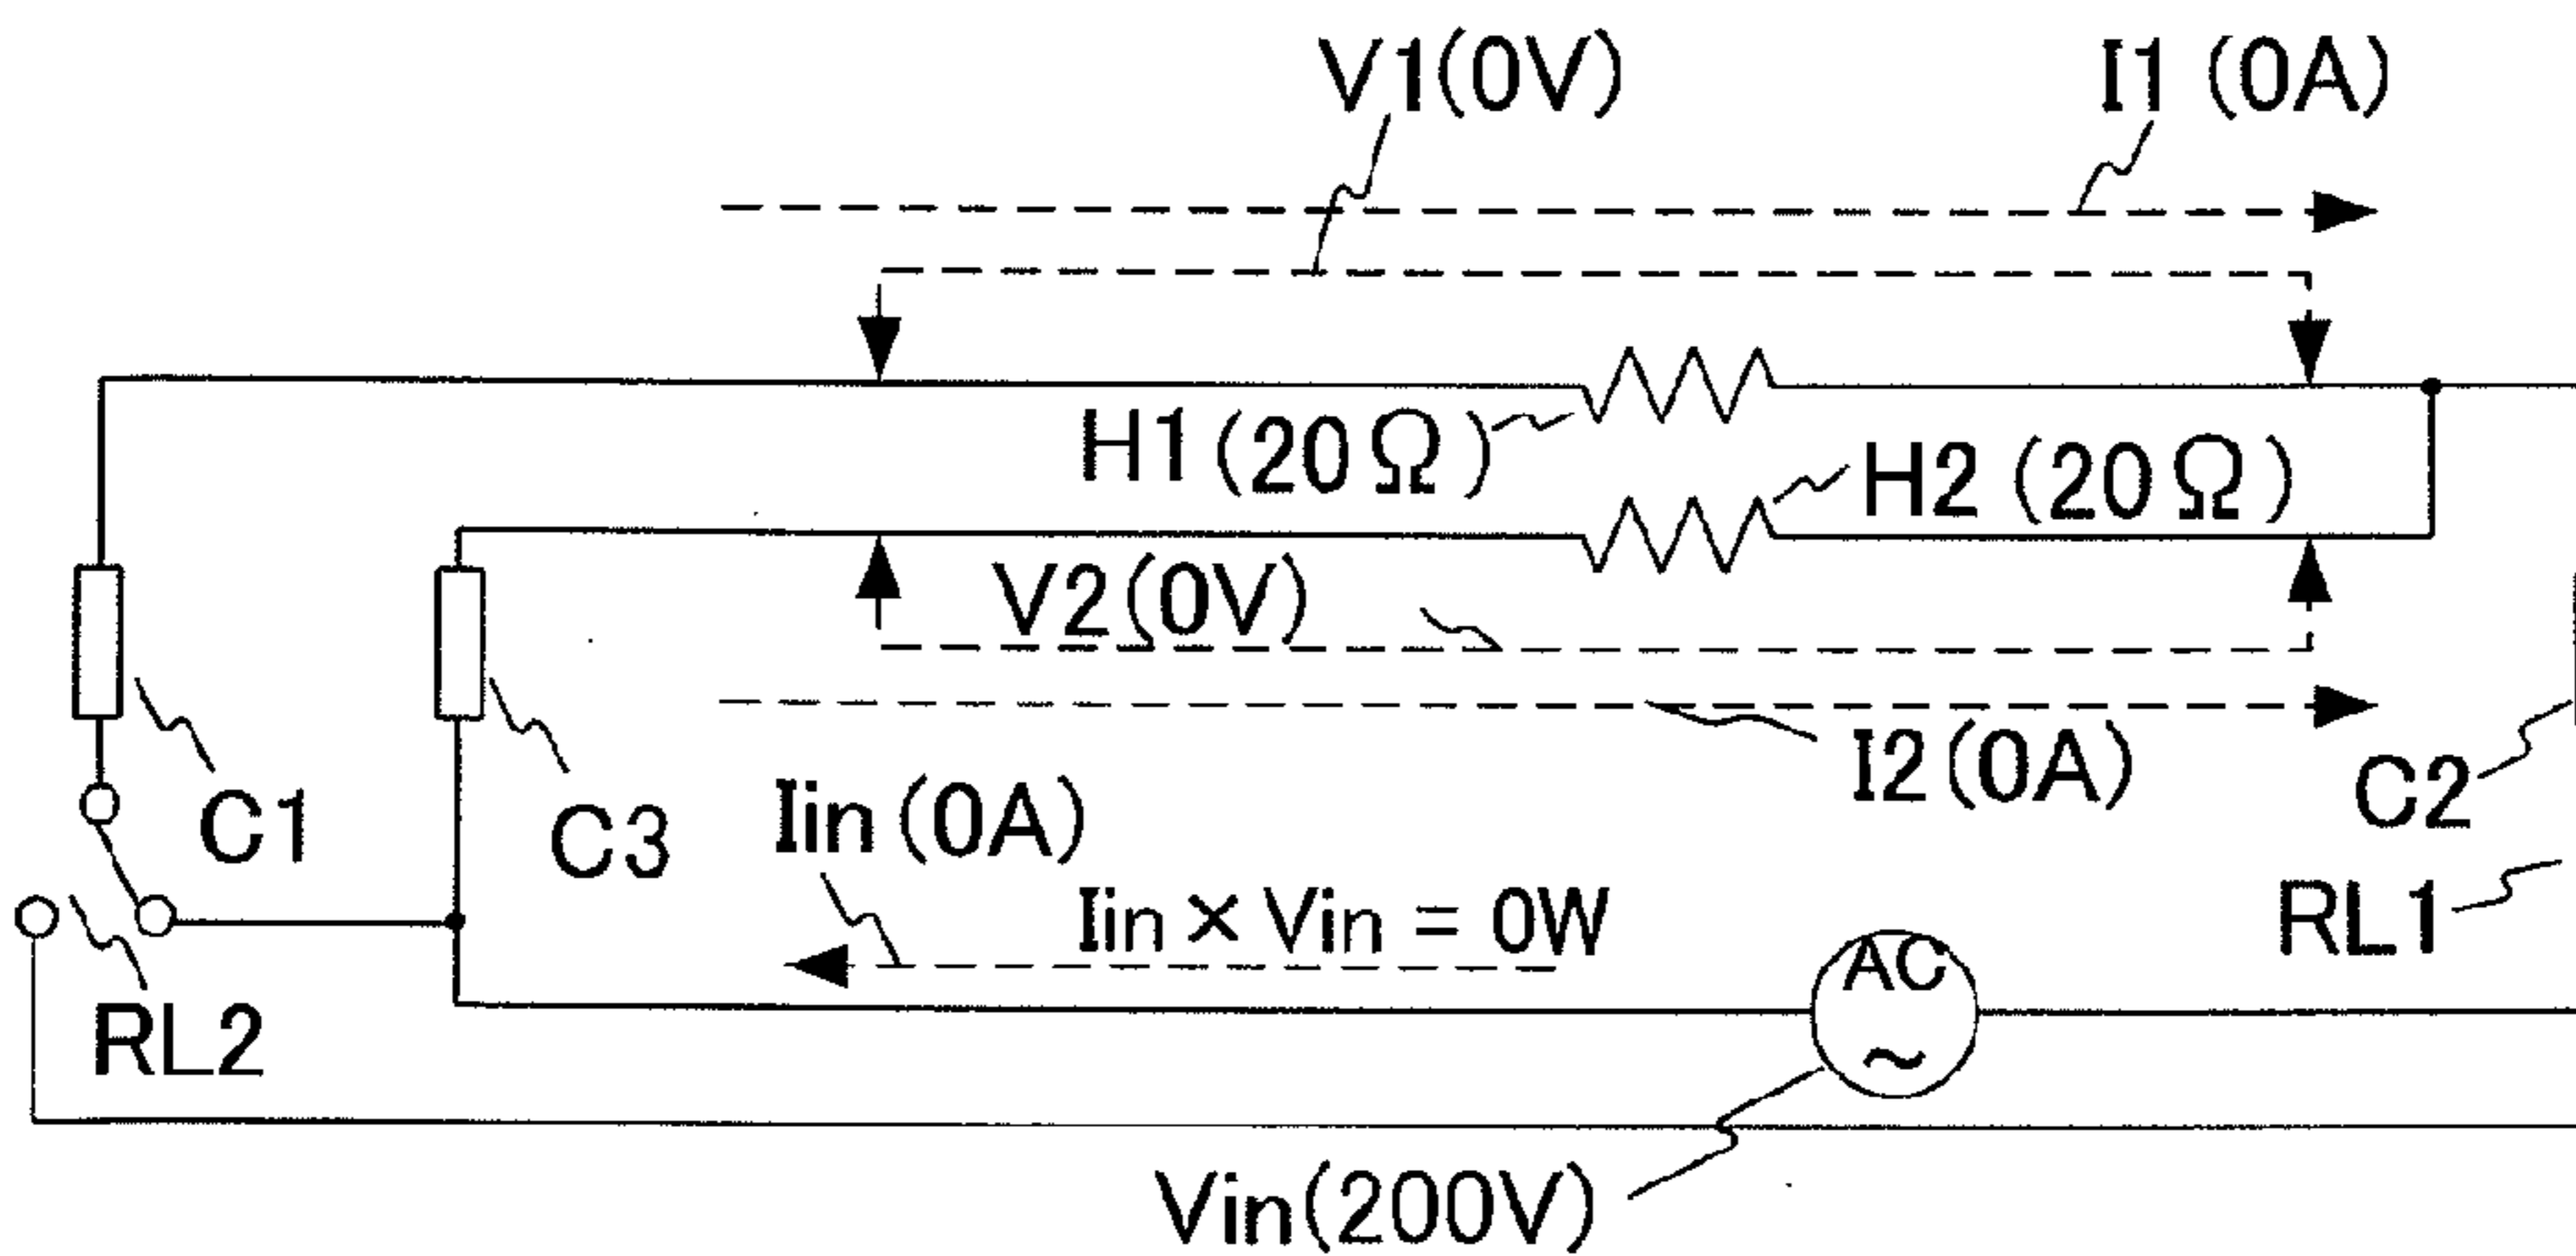 V1(0V)
I1 (0A)
H1 (20Ω)
H2 (20Ω)
V2(0V)
I2(0A)
C1
C3
C2
Iin (0A)
Iin × Vin = 0W
RL1
RL2
AC
~
Vin(200V)